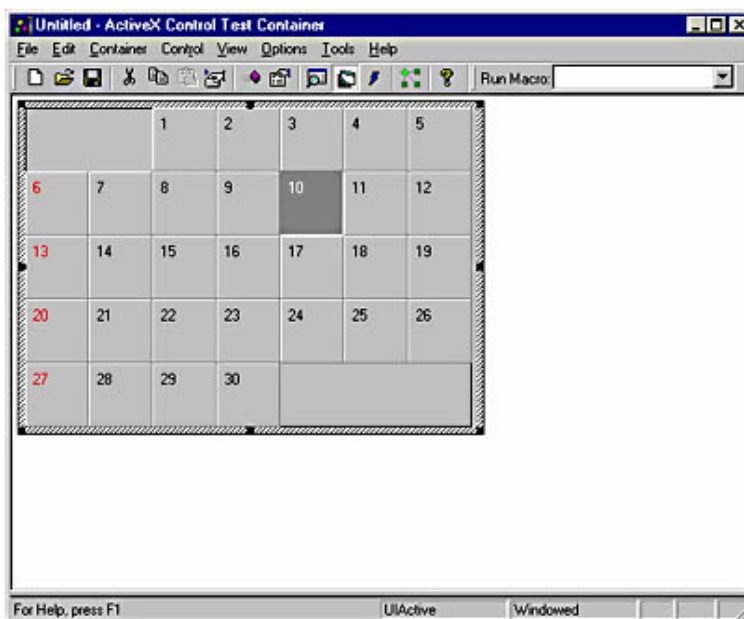 Untitled - ActiveX Control Test Container
File Edit Container Control View Options Tools Help
Run Macro:
1 2 3 4 5
6 7 8 9 10 11 12
13 14 15 16 17 18 19
20 21 22 23 24 25 26
27 28 29 30
For Help, press F1 UIActive Windowed